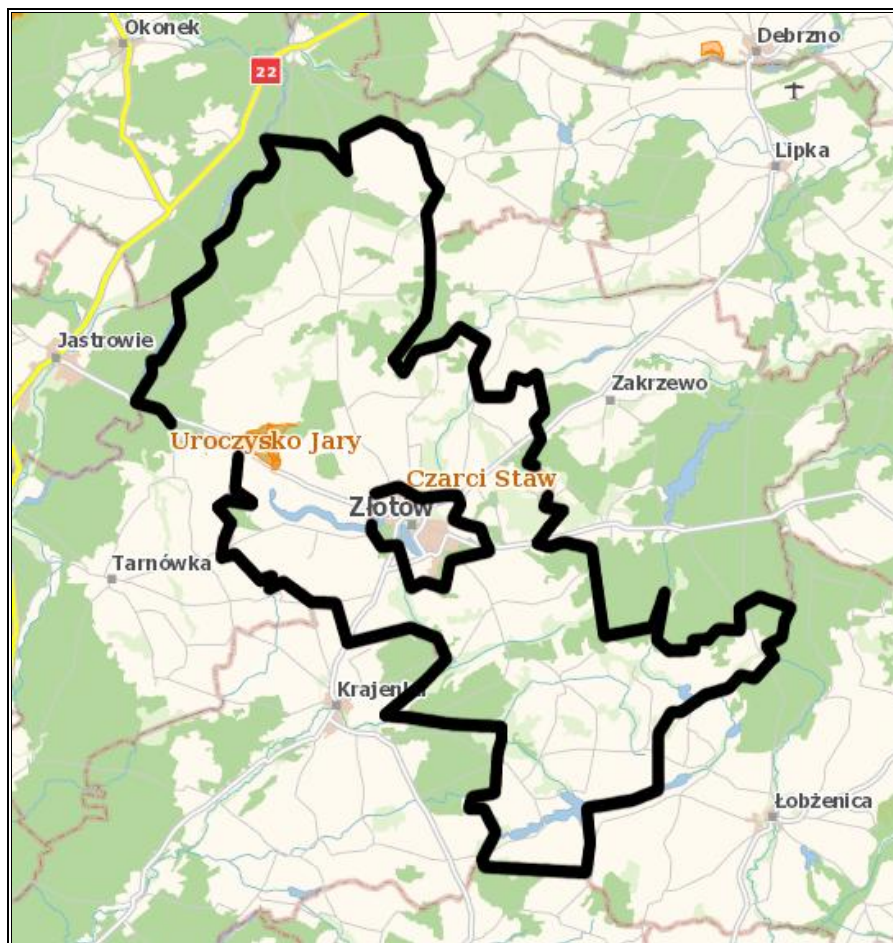 Okonek
Debrzno
22
Lipka
Jastrowie
Zakrzewo
Uroczysko Jary
Czarci Staw
Złotów
Tarnówka
Krajenka
Łobżenica